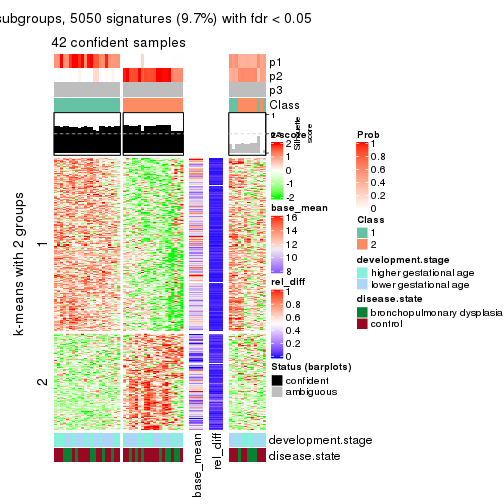 subgroups, 5050 signatures (9.7%) with fdr < 0.05
42 confident samples
p1
p2
p3
Class
1
0.5
0
Silhouette
score
k-means with 2 groups
1
2
z-score
2
1
0
-1
-2
base_mean
16
14
12
10
8
rel_diff
1
0.8
0.6
0.4
0.2
0
Status (barplots)
confident
ambiguous
Prob
1
0.8
0.6
0.4
0.2
0
Class
1
2
development.stage
higher gestational age
lower gestational age
disease.state
bronchopulmonary dysplasia
control
development.stage
disease.state
base_mean
rel_diff